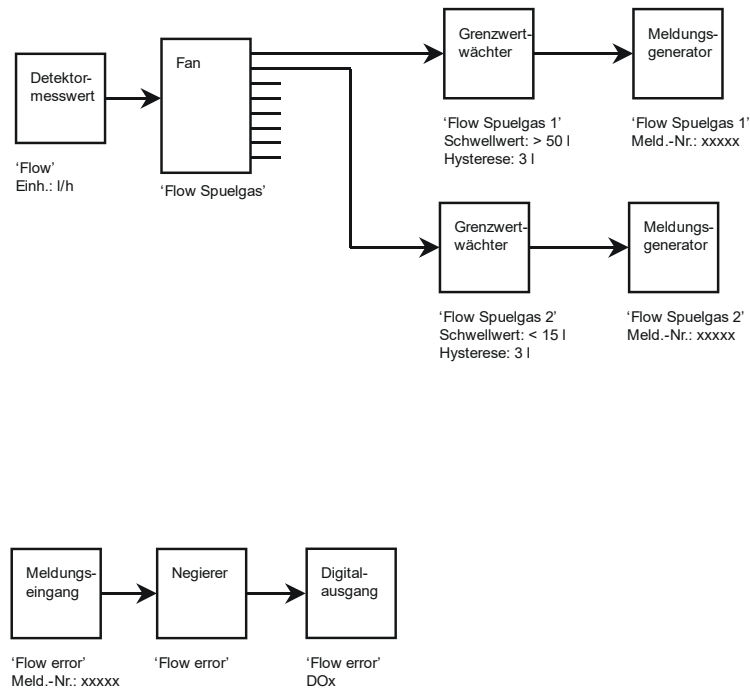 Detektor-
messwert
'Flow'
Einh.: l/h
Fan
'Flow Spuelgas'
Grenzwert-
wächter
'Flow Spuelgas 1'
Schwellwert: > 50 l
Hysterese: 3 l
Meldungs-
generator
'Flow Spuelgas 1'
Meld.-Nr.: xxxxx
Grenzwert-
wächter
'Flow Spuelgas 2'
Schwellwert: < 15 l
Hysterese: 3 l
Meldungs-
generator
'Flow Spuelgas 2'
Meld.-Nr.: xxxxx
Meldungs-
eingang
'Flow error'
Meld.-Nr.: xxxxx
Negierer
'Flow error'
Digital-
ausgang
'Flow error'
DOx